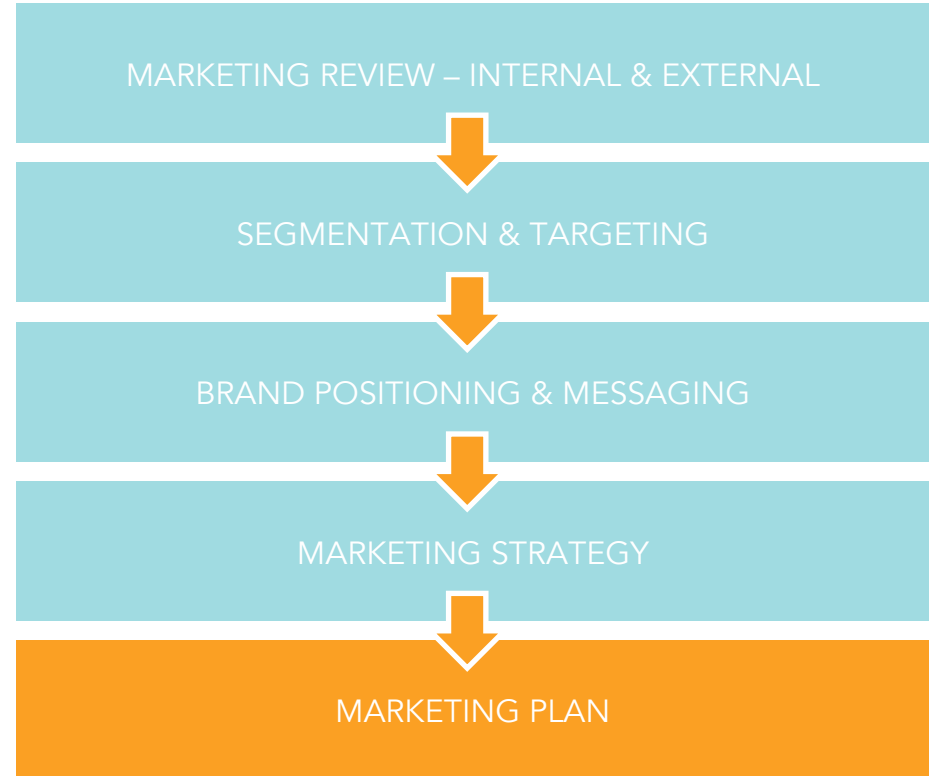 MARKETING REVIEW – INTERNAL & EXTERNAL
SEGMENTATION & TARGETING
BRAND POSITIONING & MESSAGING
MARKETING STRATEGY
MARKETING PLAN